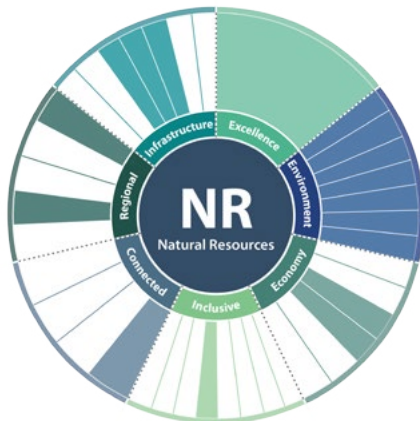 NR
Natural Resources
Excellence
Environment
Economy
Inclusive
Connected
Regional
Infrastructure